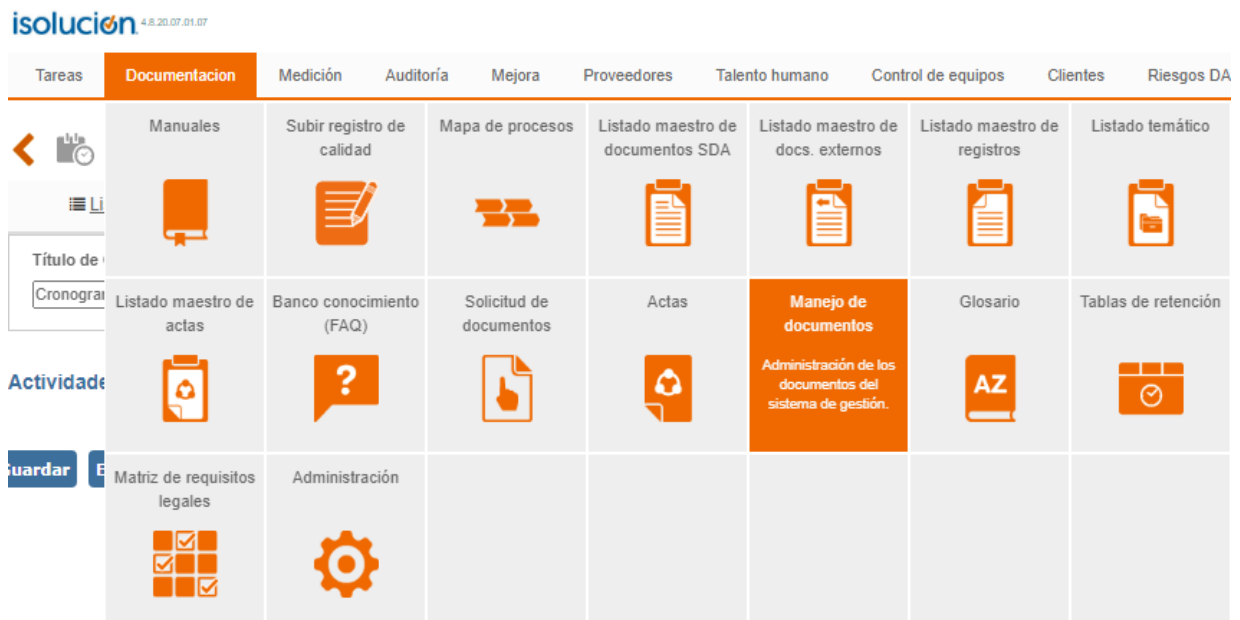 isolución 4.8.20.07.01.07
Tareas Documentacion Medición Auditoría Mejora Proveedores Talento humano Control de equipos Clientes Riesgos DA
Manuales
Subir registro de
calidad
Mapa de procesos
Listado maestro de
documentos SDA
Listado maestro de
docs. externos
Listado maestro de
registros
Listado temático
Li
Título de
Cronogra
Listado maestro de
actas
Banco conocimiento
(FAQ)
?
Solicitud de
documentos
Actas
Manejo de
documentos
Administración de los
documentos del
sistema de gestión.
Glosario
AZ
Tablas de retención
Actividade
Guardar
Matriz de requisitos
legales
Administración